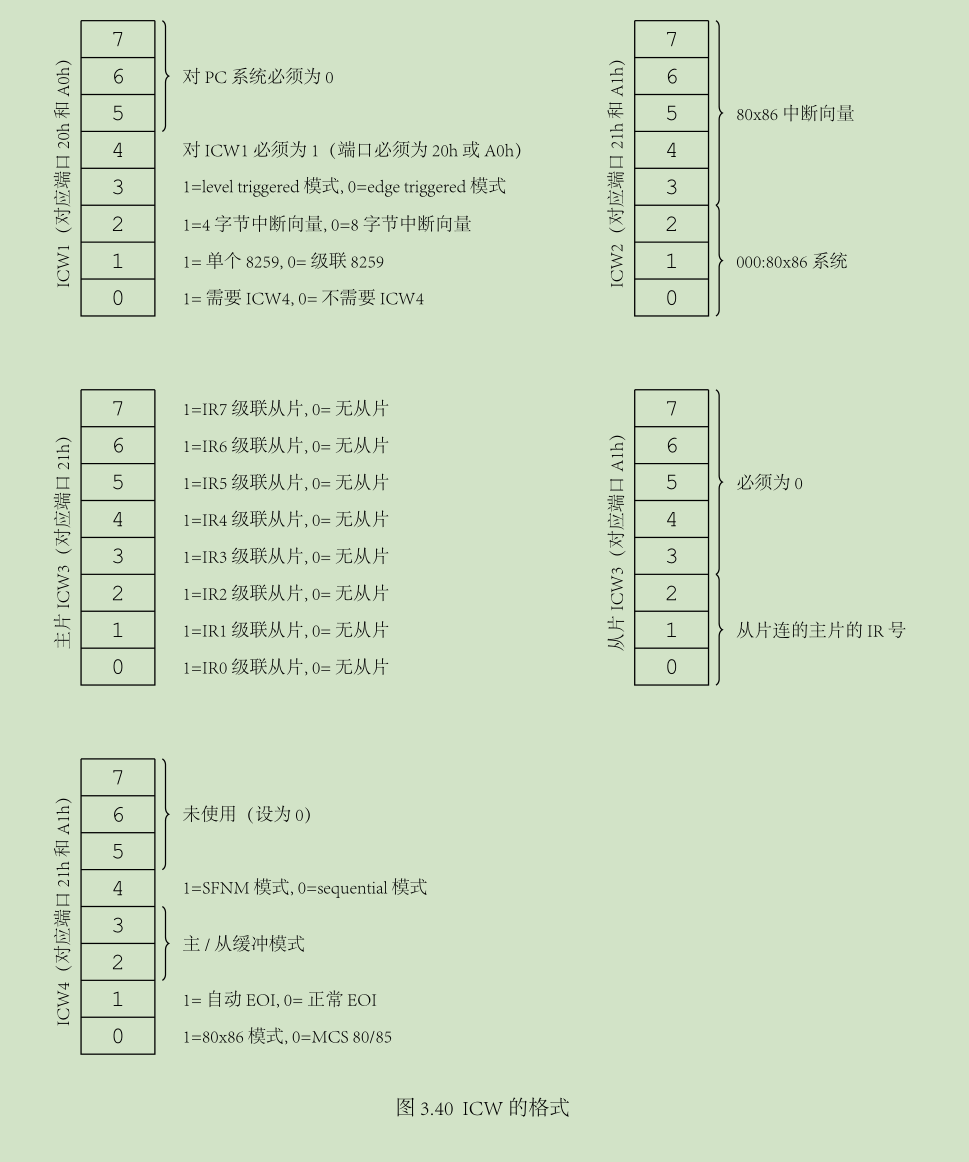 ICW1（对应端口 20h 和 A0h）
7
6
5
4
3
2
1
0
对 PC 系统必须为 0
对 ICW1 必须为 1（端口必须为 20h 或 A0h）
1=level triggered 模式, 0=edge triggered 模式
1=4 字节中断向量, 0=8 字节中断向量
1= 单个 8259, 0= 级联 8259
1= 需要 ICW4, 0= 不需要 ICW4
ICW2（对应端口 21h 和 A1h）
7
6
5
4
3
2
1
0
80x86 中断向量
000:80x86 系统
主片 ICW3（对应端口 21h）
7
6
5
4
3
2
1
0
1=IR7 级联从片, 0= 无从片
1=IR6 级联从片, 0= 无从片
1=IR5 级联从片, 0= 无从片
1=IR4 级联从片, 0= 无从片
1=IR3 级联从片, 0= 无从片
1=IR2 级联从片, 0= 无从片
1=IR1 级联从片, 0= 无从片
1=IR0 级联从片, 0= 无从片
从片 ICW3（对应端口 A1h）
7
6
5
4
3
2
1
0
必须为 0
从片连的主片的 IR 号
ICW4（对应端口 21h 和 A1h）
7
6
5
4
3
2
1
0
未使用（设为 0）
1=SFNM 模式, 0=sequential 模式
主 / 从缓冲模式
1= 自动 EOI, 0= 正常 EOI
1=80x86 模式, 0=MCS 80/85
图 3.40 ICW 的格式